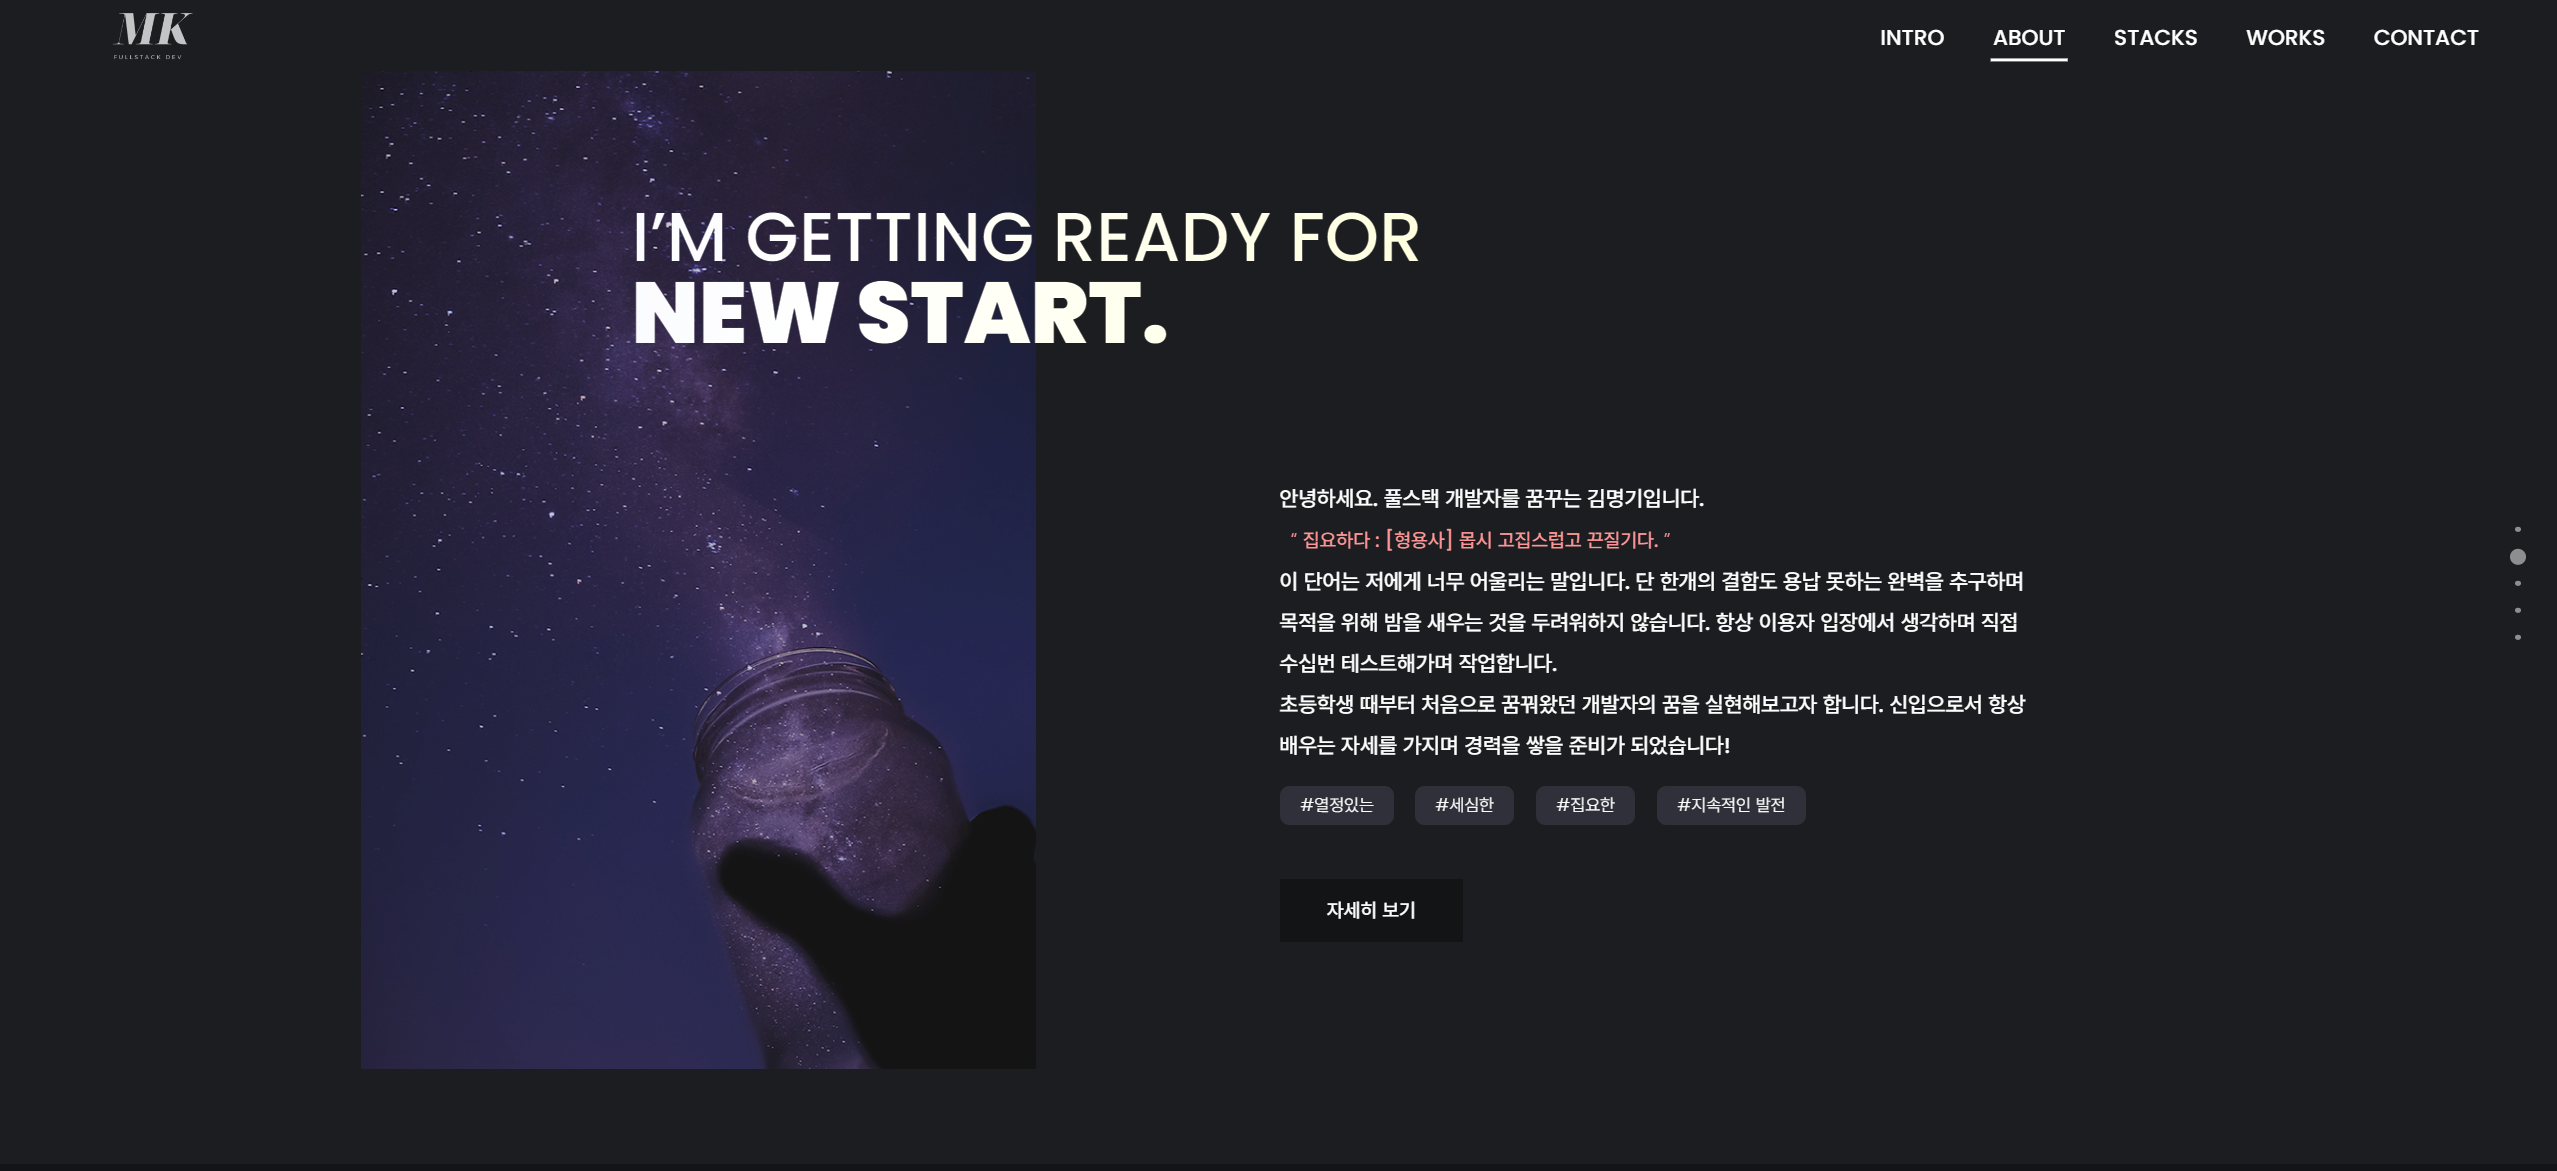 MK
FULLSTACK DEV
INTRO
ABOUT
STACKS
WORKS
CONTACT
I’M GETTING READY FOR
NEW START.
안녕하세요. 풀스택 개발자를 꿈꾸는 김명기입니다.
“ 집요하다 : [형용사] 몹시 고집스럽고 끈질기다. ”
이 단어는 저에게 너무 어울리는 말입니다. 단 한개의 결함도 용납 못하는 완벽을 추구하며
목적을 위해 밤을 새우는 것을 두려워하지 않습니다. 항상 이용자 입장에서 생각하며 직접
수십번 테스트해가며 작업합니다.
초등학생 때부터 처음으로 꿈꿔왔던 개발자의 꿈을 실현해보고자 합니다. 신입으로서 항상
배우는 자세를 가지며 경력을 쌓을 준비가 되었습니다!
#열정있는
#세심한
#집요한
#지속적인 발전
자세히 보기